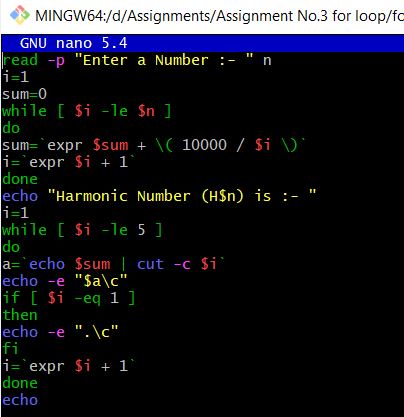 MINGW64:/d/Assignments/Assignment No.3 for loop/fo
GNU nano 5.4
read -p "Enter a Number :- " n
i=1
sum=0
while [ $i -le $n ]
do
sum=`expr $sum + \( 10000 / $i \)`
i=`expr $i + 1`
done
echo "Harmonic Number (H$n) is :- "
i=1
while [ $i -le 5 ]
do
a=`echo $sum | cut -c $i`
echo -e "$a\c"
if [ $i -eq 1 ]
then
echo -e ".\c"
fi
i=`expr $i + 1`
done
echo